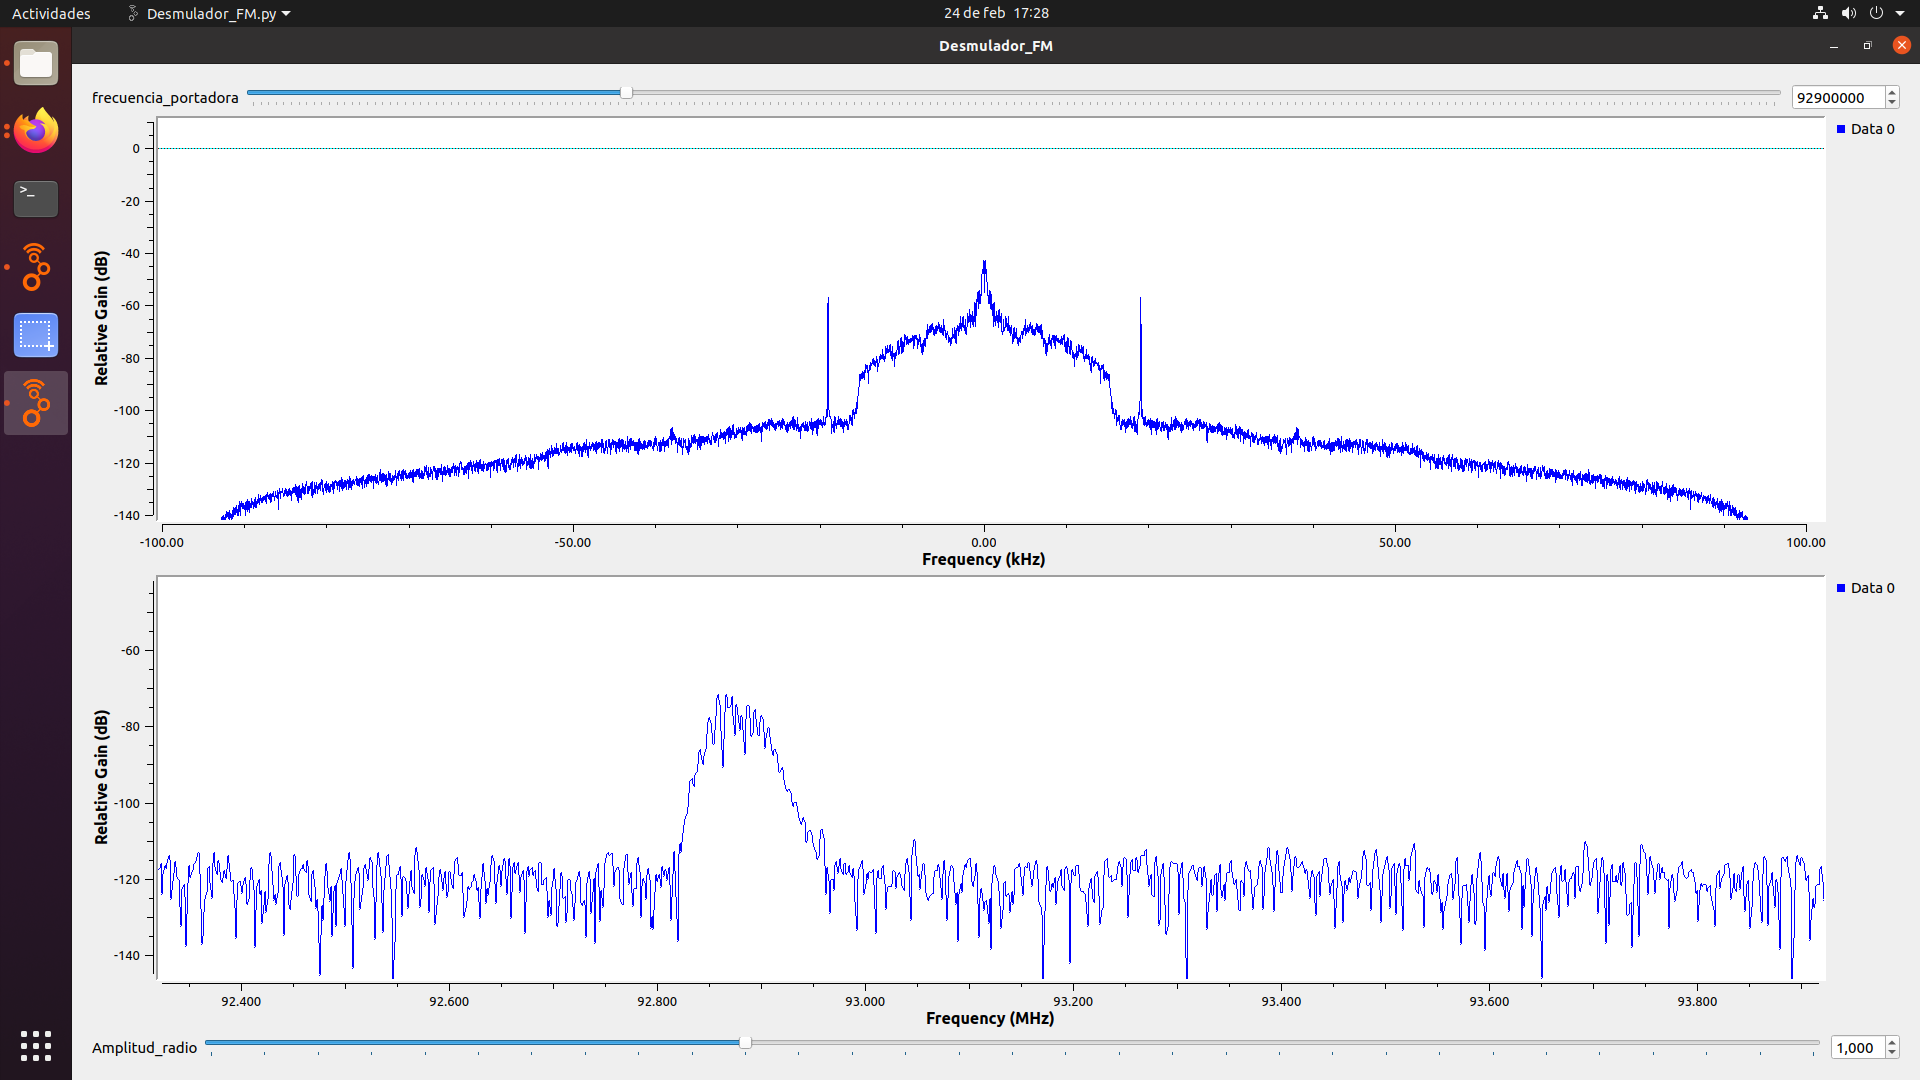 Actividades
Desmulador_FM.py
24 de feb 17:28
Desmulador_FM
frecuencia_portadora
92900000
Data 0
0
-20
-40
-60
-80
-100
-120
-140
Relative Gain (dB)
-100.00
-50.00
0.00
50.00
100.00
Frequency (kHz)
Data 0
-60
-80
-100
-120
-140
Relative Gain (dB)
92.400
92.600
92.800
93.000
93.200
93.400
93.600
93.800
Frequency (MHz)
Amplitud_radio
1,000